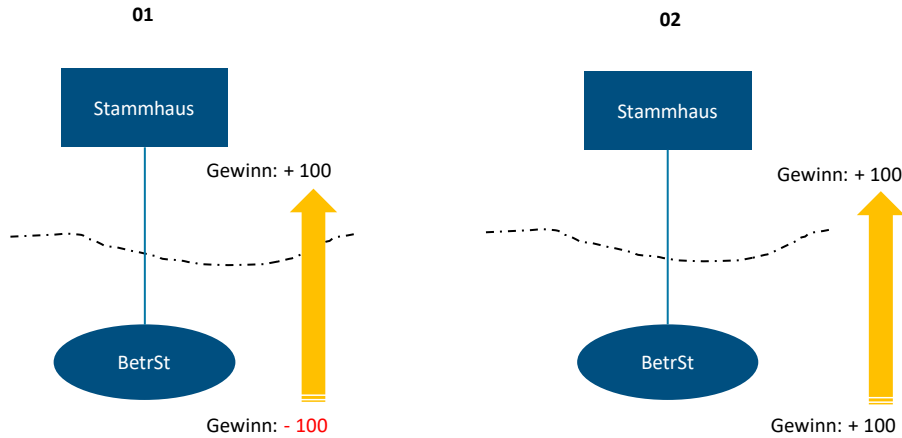 01
02
Stammhaus
Stammhaus
Gewinn: + 100
Gewinn: + 100
BetrSt
BetrSt
Gewinn: - 100
Gewinn: + 100